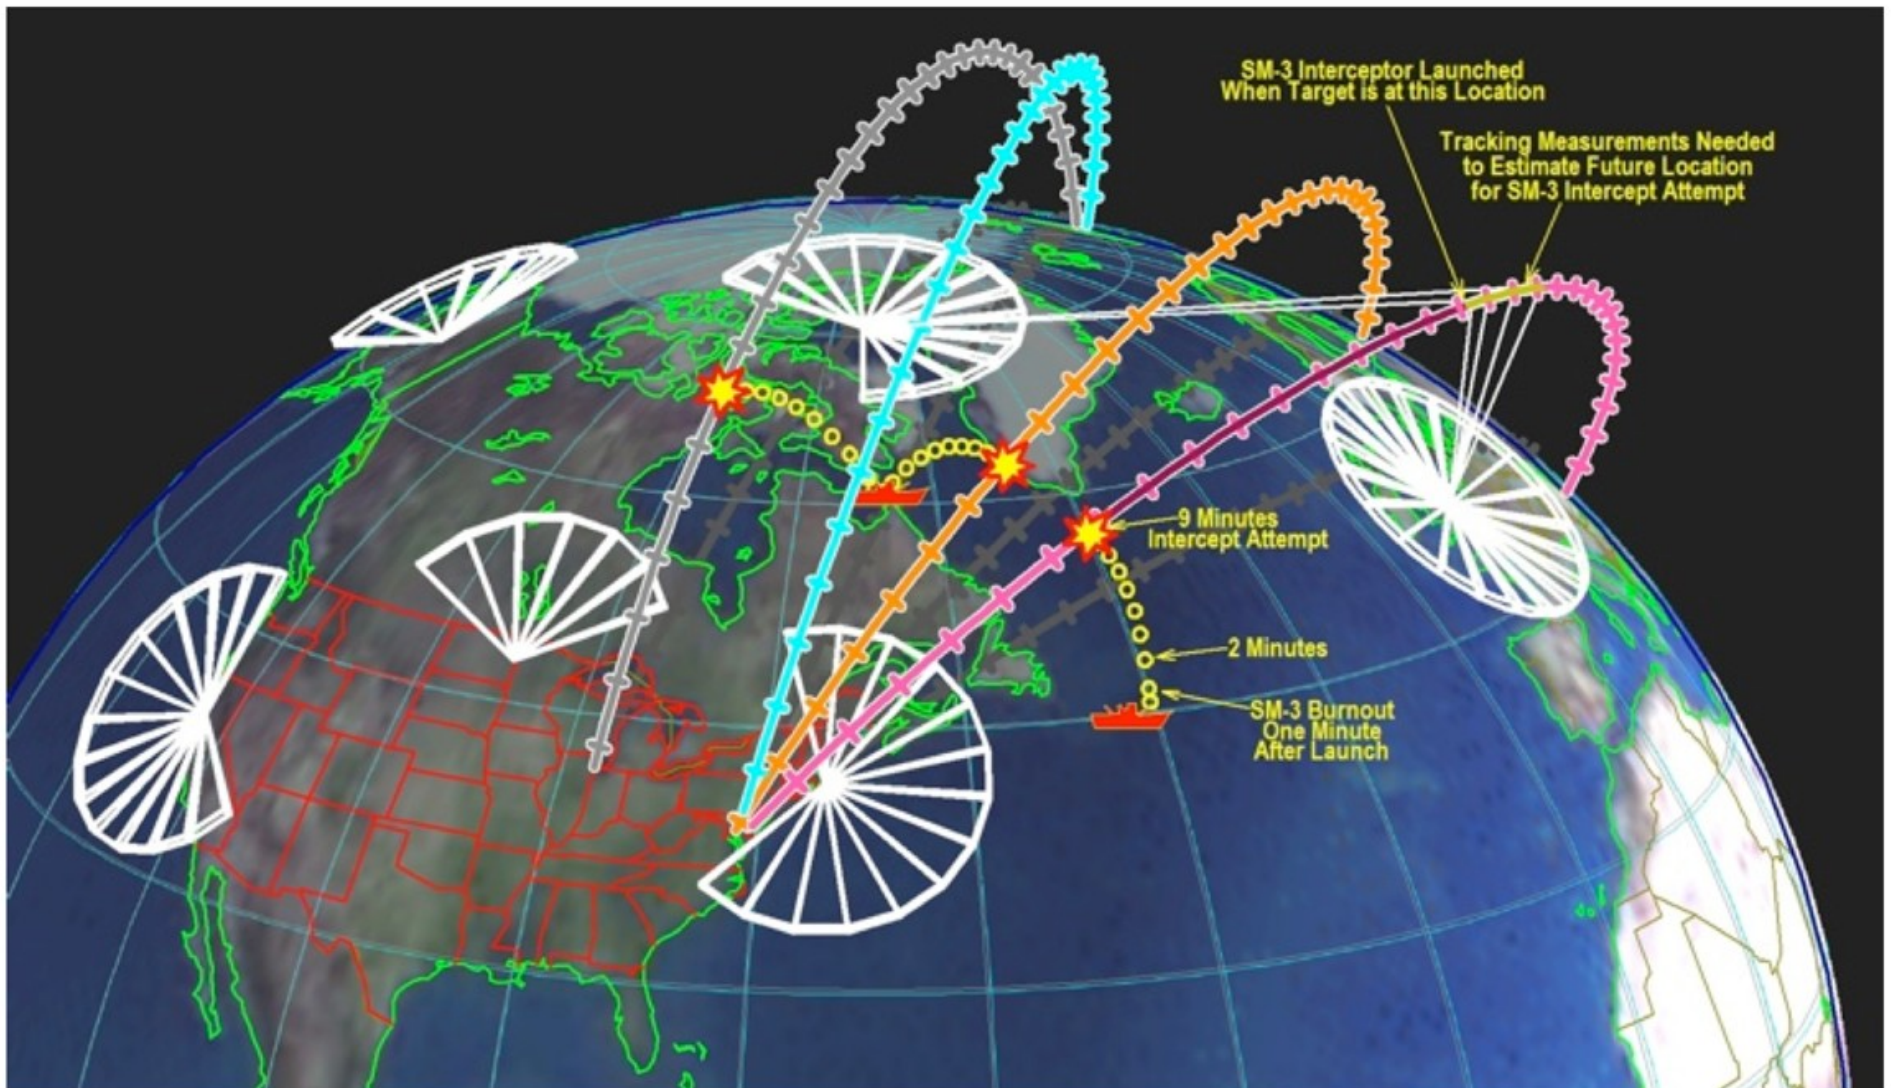 SM-3 Interceptor Launched
When Target is at this Location
Tracking Measurements Needed
to Estimate Future Location
for SM-3 Intercept Attempt
9 Minutes
Intercept Attempt
2 Minutes
SM-3 Burnout
One Minute
After Launch